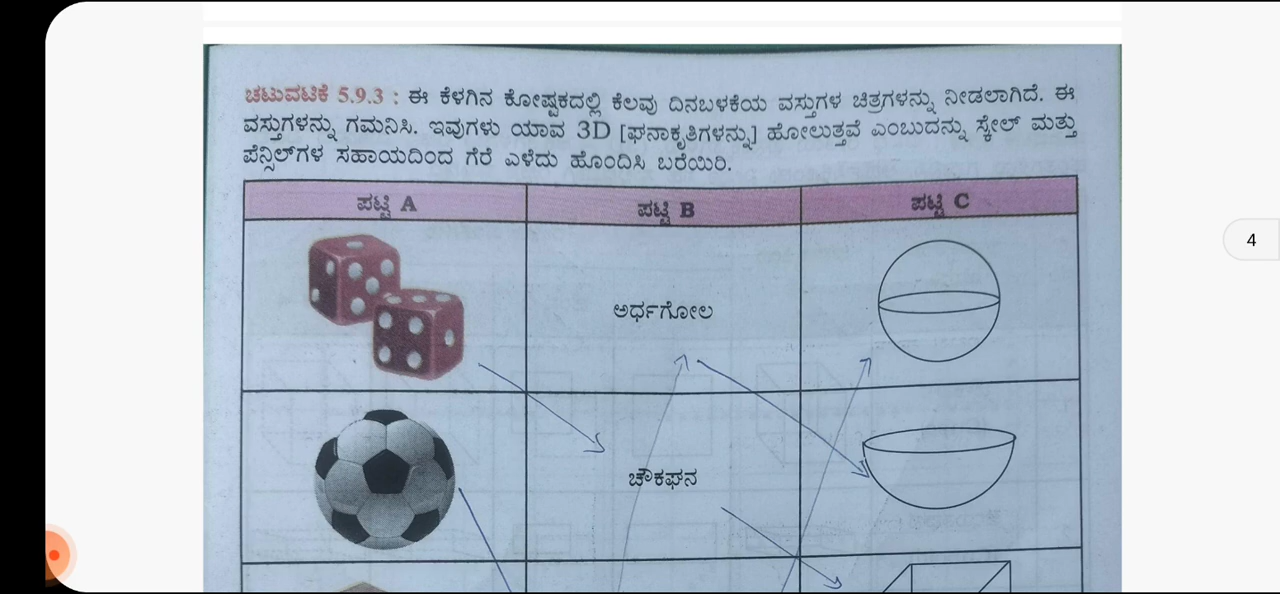 ಚಟುವಟಿಕೆ 5.9.3 : ಈ ಕೆಳಗಿನ ಕೋಷ್ಟಕದಲ್ಲಿ ಕೆಲವು ದಿನಬಳಕೆಯ ವಸ್ತುಗಳ ಚಿತ್ರಗಳನ್ನು ನೀಡಲಾಗಿದೆ. ಈ
ವಸ್ತುಗಳನ್ನು ಗಮನಿಸಿ. ಇವುಗಳು ಯಾವ 3D [ಘನಾಕೃತಿಗಳನ್ನು] ಹೋಲುತ್ತವೆ ಎಂಬುದನ್ನು ಸ್ಕೇಲ್ ಮತ್ತು
ಪೆನ್ಸಿಲ್‌ಗಳ ಸಹಾಯದಿಂದ ಗೆರೆ ಎಳೆದು ಹೊಂದಿಸಿ ಬರೆಯಿರಿ.
ಪಟ್ಟಿ A ಪಟ್ಟಿ B ಪಟ್ಟಿ C
4
ಅರ್ಧಗೋಲ
ಚೌಕಘನ